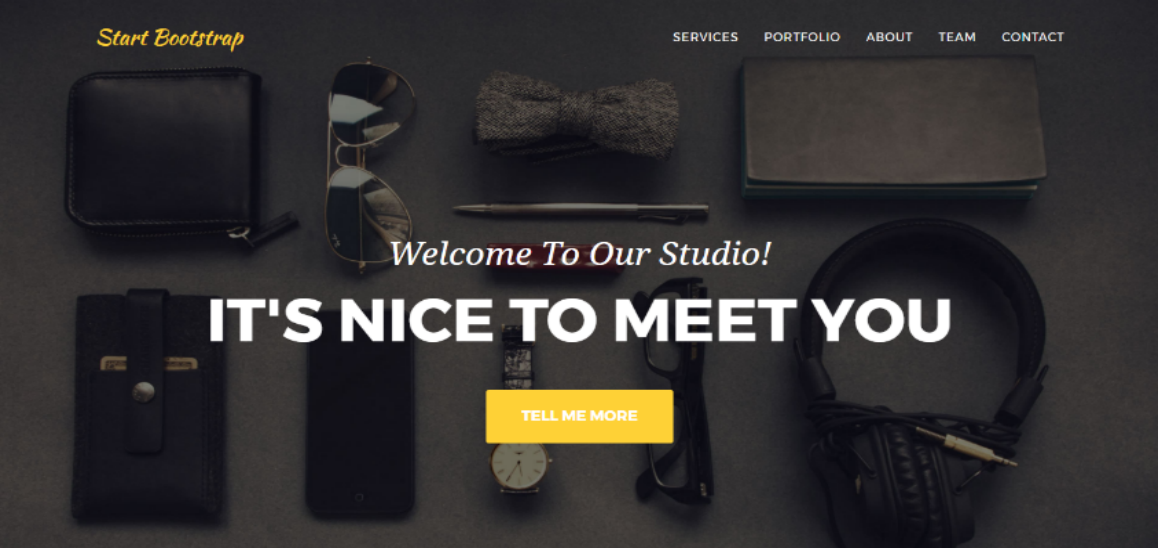 Start Bootstrap
SERVICES PORTFOLIO ABOUT TEAM CONTACT
Welcome To Our Studio!
IT'S NICE TO MEET YOU
TELL ME MORE